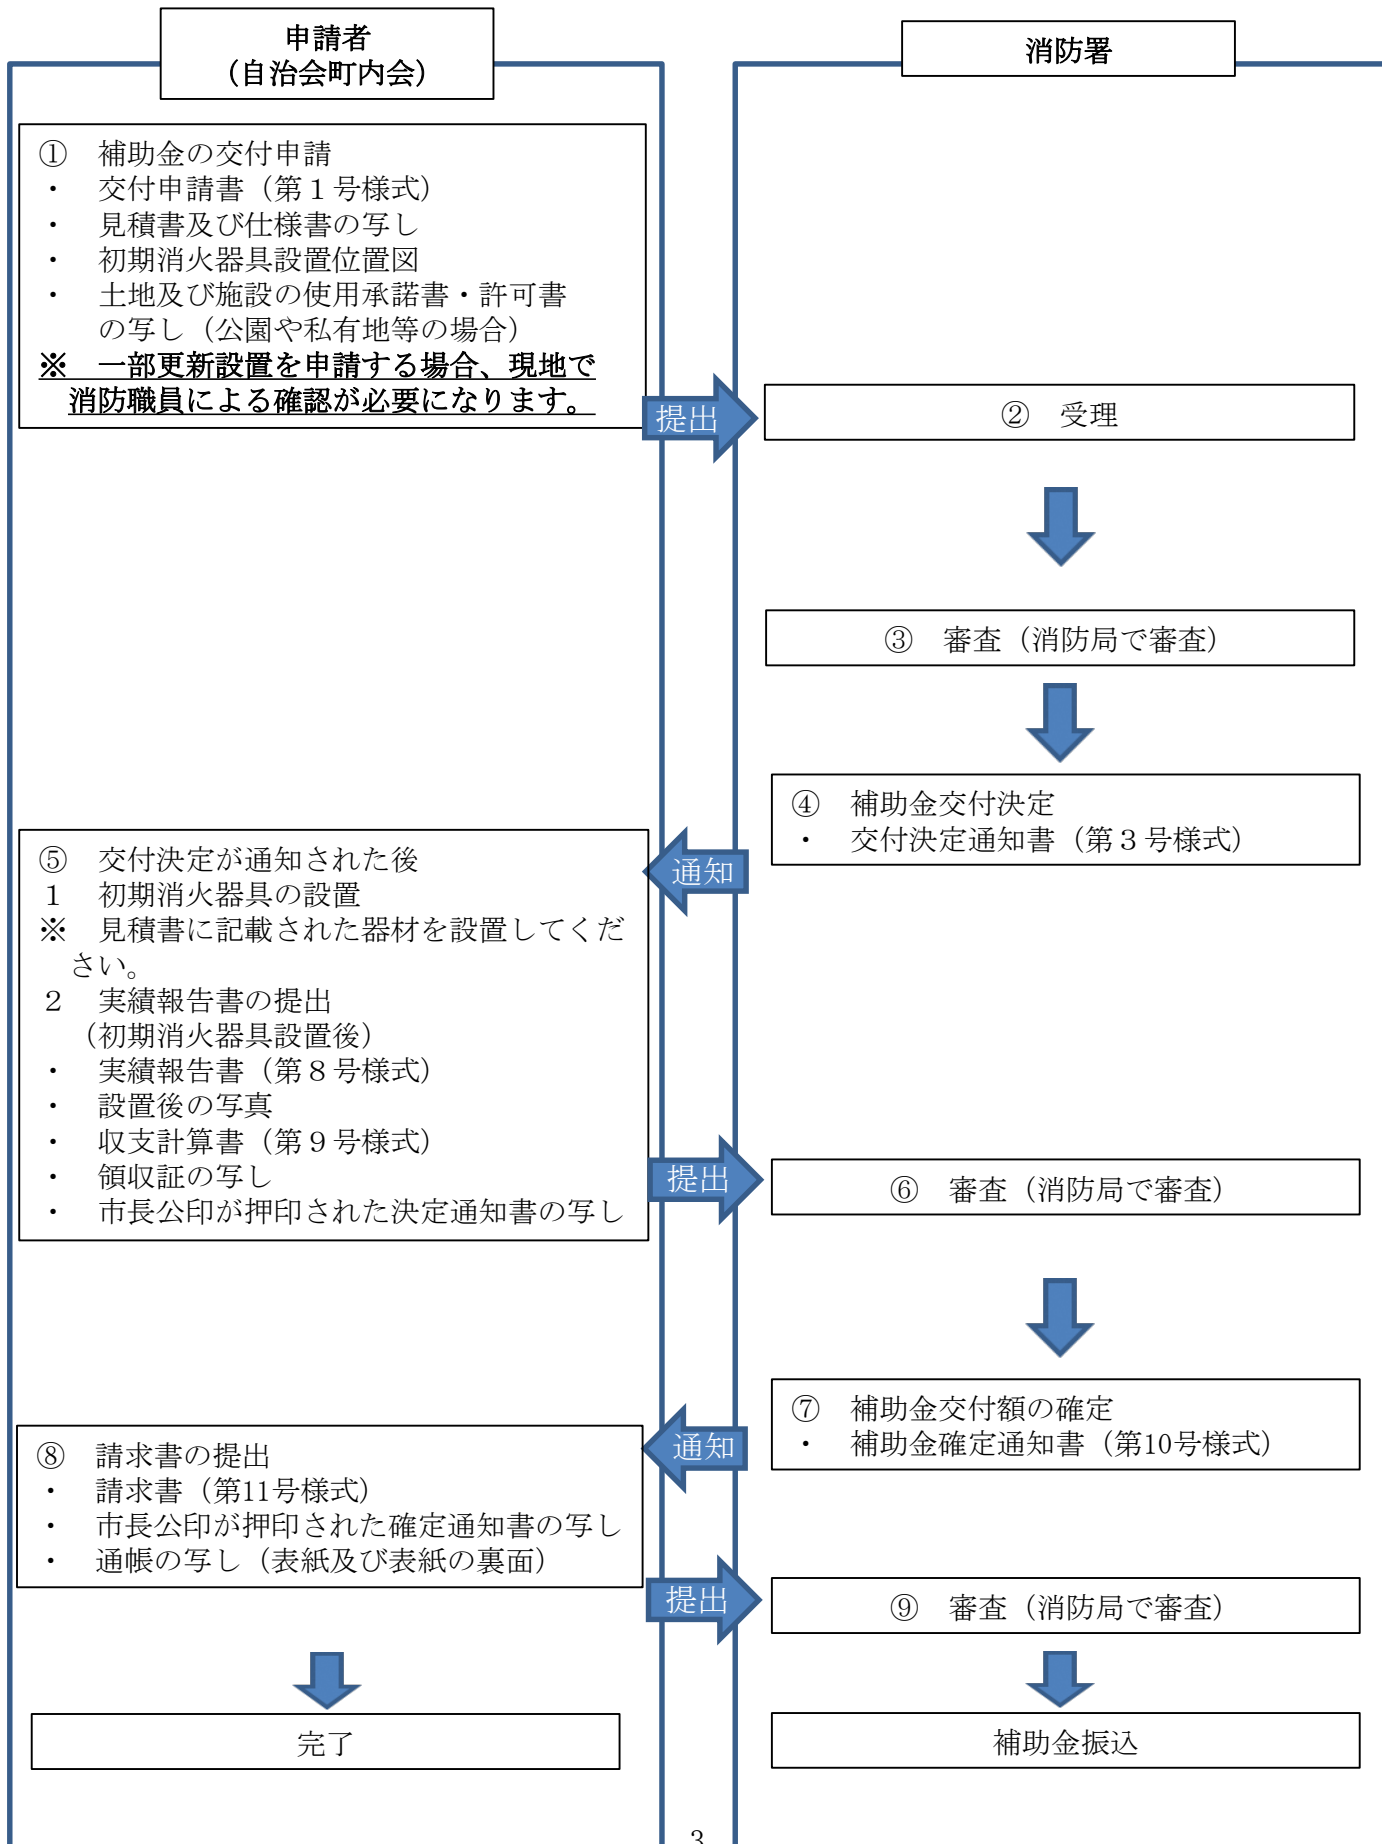 申請者
（自治会町内会）
消防署
①　補助金の交付申請
・　交付申請書（第１号様式）
・　見積書及び仕様書の写し
・　初期消火器具設置位置図
・　土地及び施設の使用承諾書・許可書
の写し（公園や私有地等の場合）
※　一部更新設置を申請する場合、現地で
消防職員による確認が必要になります。
提出
②　受理
③　審査（消防局で審査）
④　補助金交付決定
・　交付決定通知書（第３号様式）
通知
⑤　交付決定が通知された後
１　初期消火器具の設置
※　見積書に記載された器材を設置してくだ
さい。
２　実績報告書の提出
（初期消火器具設置後）
・　実績報告書（第８号様式）
・　設置後の写真
・　収支計算書（第９号様式）
・　領収証の写し
・　市長公印が押印された決定通知書の写し
提出
⑥　審査（消防局で審査）
⑦　補助金交付額の確定
・　補助金確定通知書（第10号様式）
通知
⑧　請求書の提出
・　請求書（第11号様式）
・　市長公印が押印された確定通知書の写し
・　通帳の写し（表紙及び表紙の裏面）
提出
⑨　審査（消防局で審査）
完了
補助金振込
3